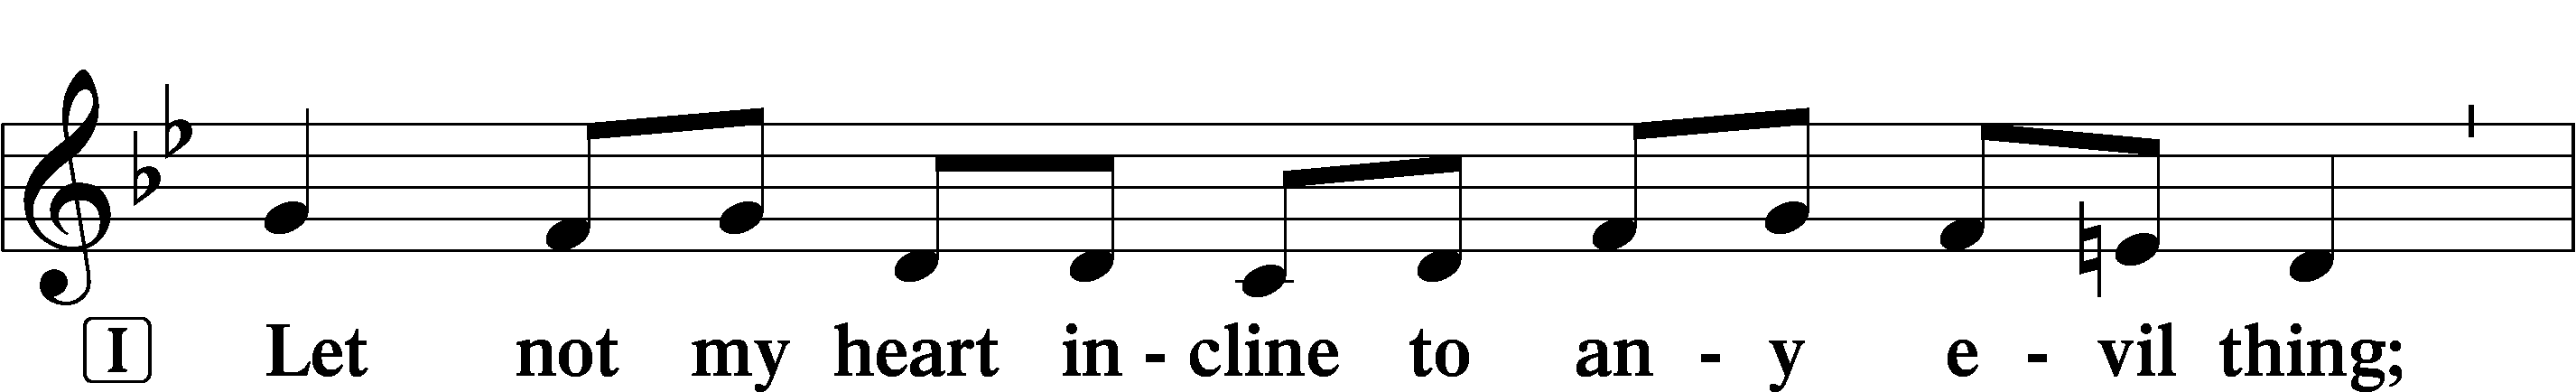 I Let not my heart in - cline to an - y e - vil thing;